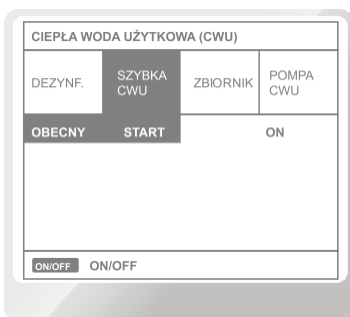 CIEPŁA WODA UŻYTKOWA (CWU)
DEZYNF. SZYBKA CWU ZBIORNIK POMPA CWU
OBECNY START ON
ON/OFF ON/OFF